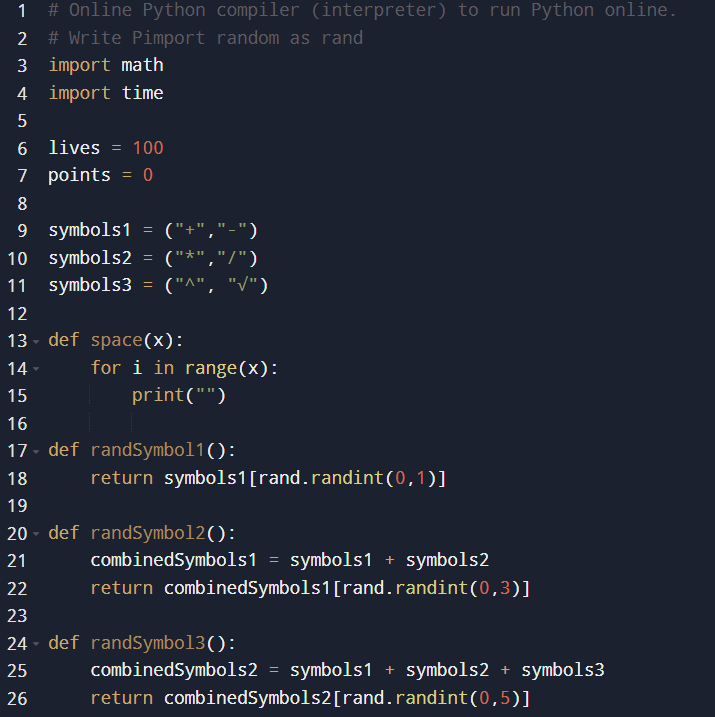 1 # Online Python compiler (interpreter) to run Python online.
2 # Write Pimport random as rand
3 import math
4 import time
5
6 lives = 100
7 points = 0
8
9 symbols1 = ("+","-")
10 symbols2 = ("*","/")
11 symbols3 = ("^", "√")
12
13 def space(x):
14     for i in range(x):
15         print("")
16
17 def randSymbol1():
18     return symbols1[rand.randint(0,1)]
19
20 def randSymbol2():
21     combinedSymbols1 = symbols1 + symbols2
22     return combinedSymbols1[rand.randint(0,3)]
23
24 def randSymbol3():
25     combinedSymbols2 = symbols1 + symbols2 + symbols3
26     return combinedSymbols2[rand.randint(0,5)]